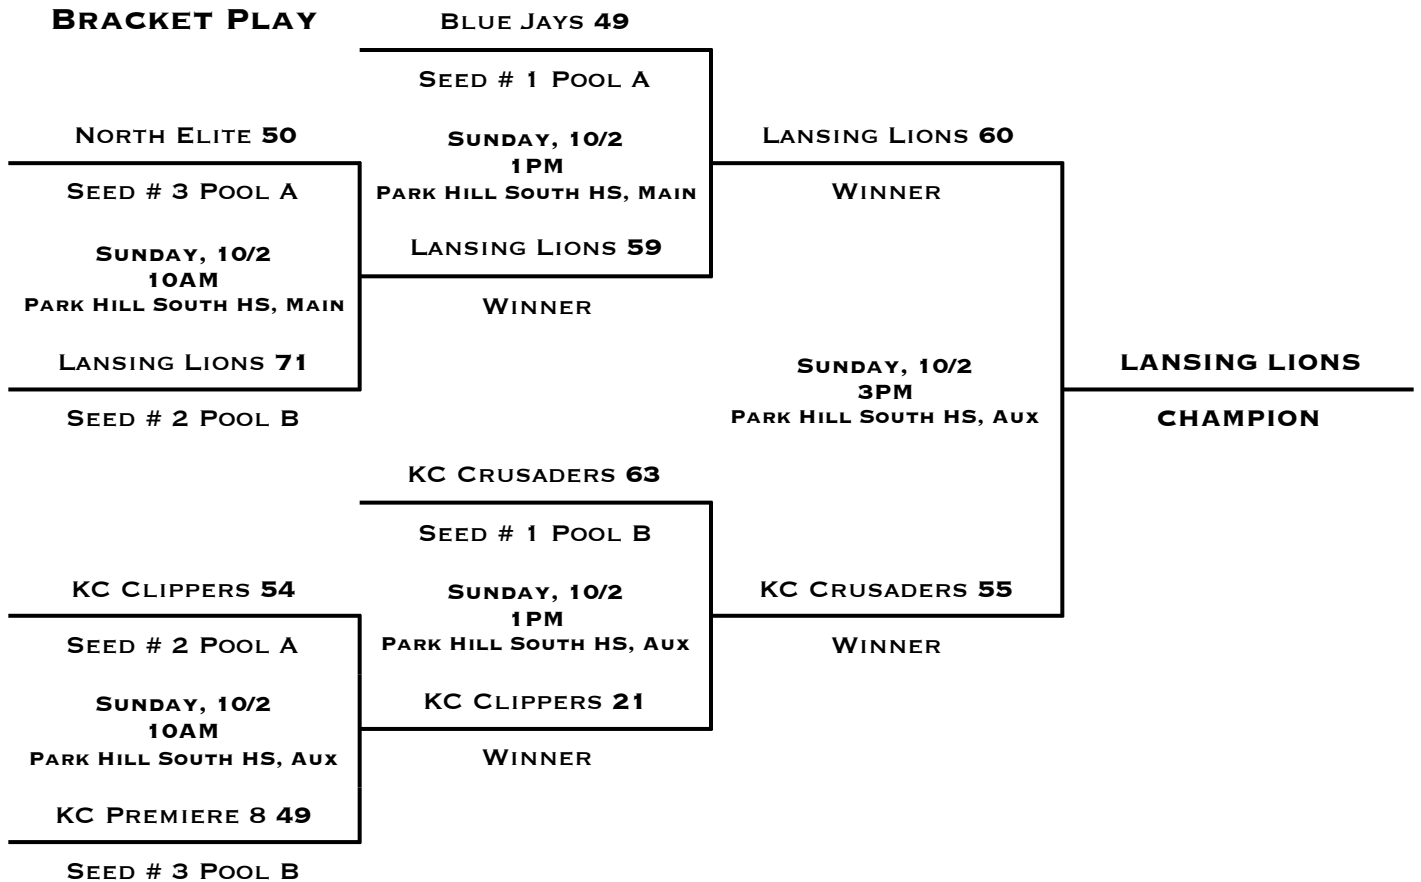 Bracket Play
Blue Jays 49
Seed # 1 Pool A
North Elite 50
Seed # 3 Pool A
Sunday, 10/2
10AM
Park Hill South HS, Main
Lansing Lions 71
Seed # 2 Pool B
Sunday, 10/2
1PM
Park Hill South HS, Main
Lansing Lions 59
Winner
Lansing Lions 60
Winner
Sunday, 10/2
3PM
Park Hill South HS, Aux
LANSING LIONS
CHAMPION
KC Crusaders 63
Seed # 1 Pool B
KC Clippers 54
Seed # 2 Pool A
Sunday, 10/2
10AM
Park Hill South HS, Aux
KC Premiere 8 49
Seed # 3 Pool B
Sunday, 10/2
1PM
Park Hill South HS, Aux
KC Clippers 21
Winner
KC Crusaders 55
Winner